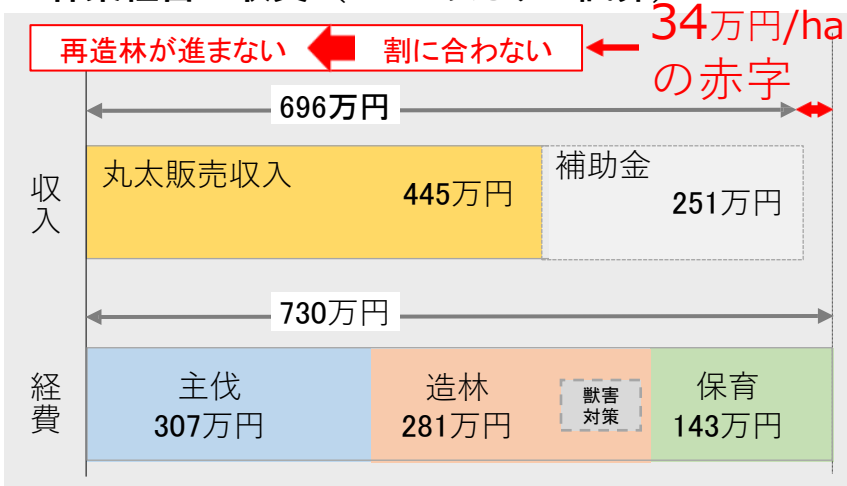 34万円/ha
の赤字
再造林が進まない 割に合わない
696万円
収入
丸太販売収入
445万円
補助金
251万円
730万円
経費
主伐
307万円
造林
281万円
獣害
対策
保育
143万円